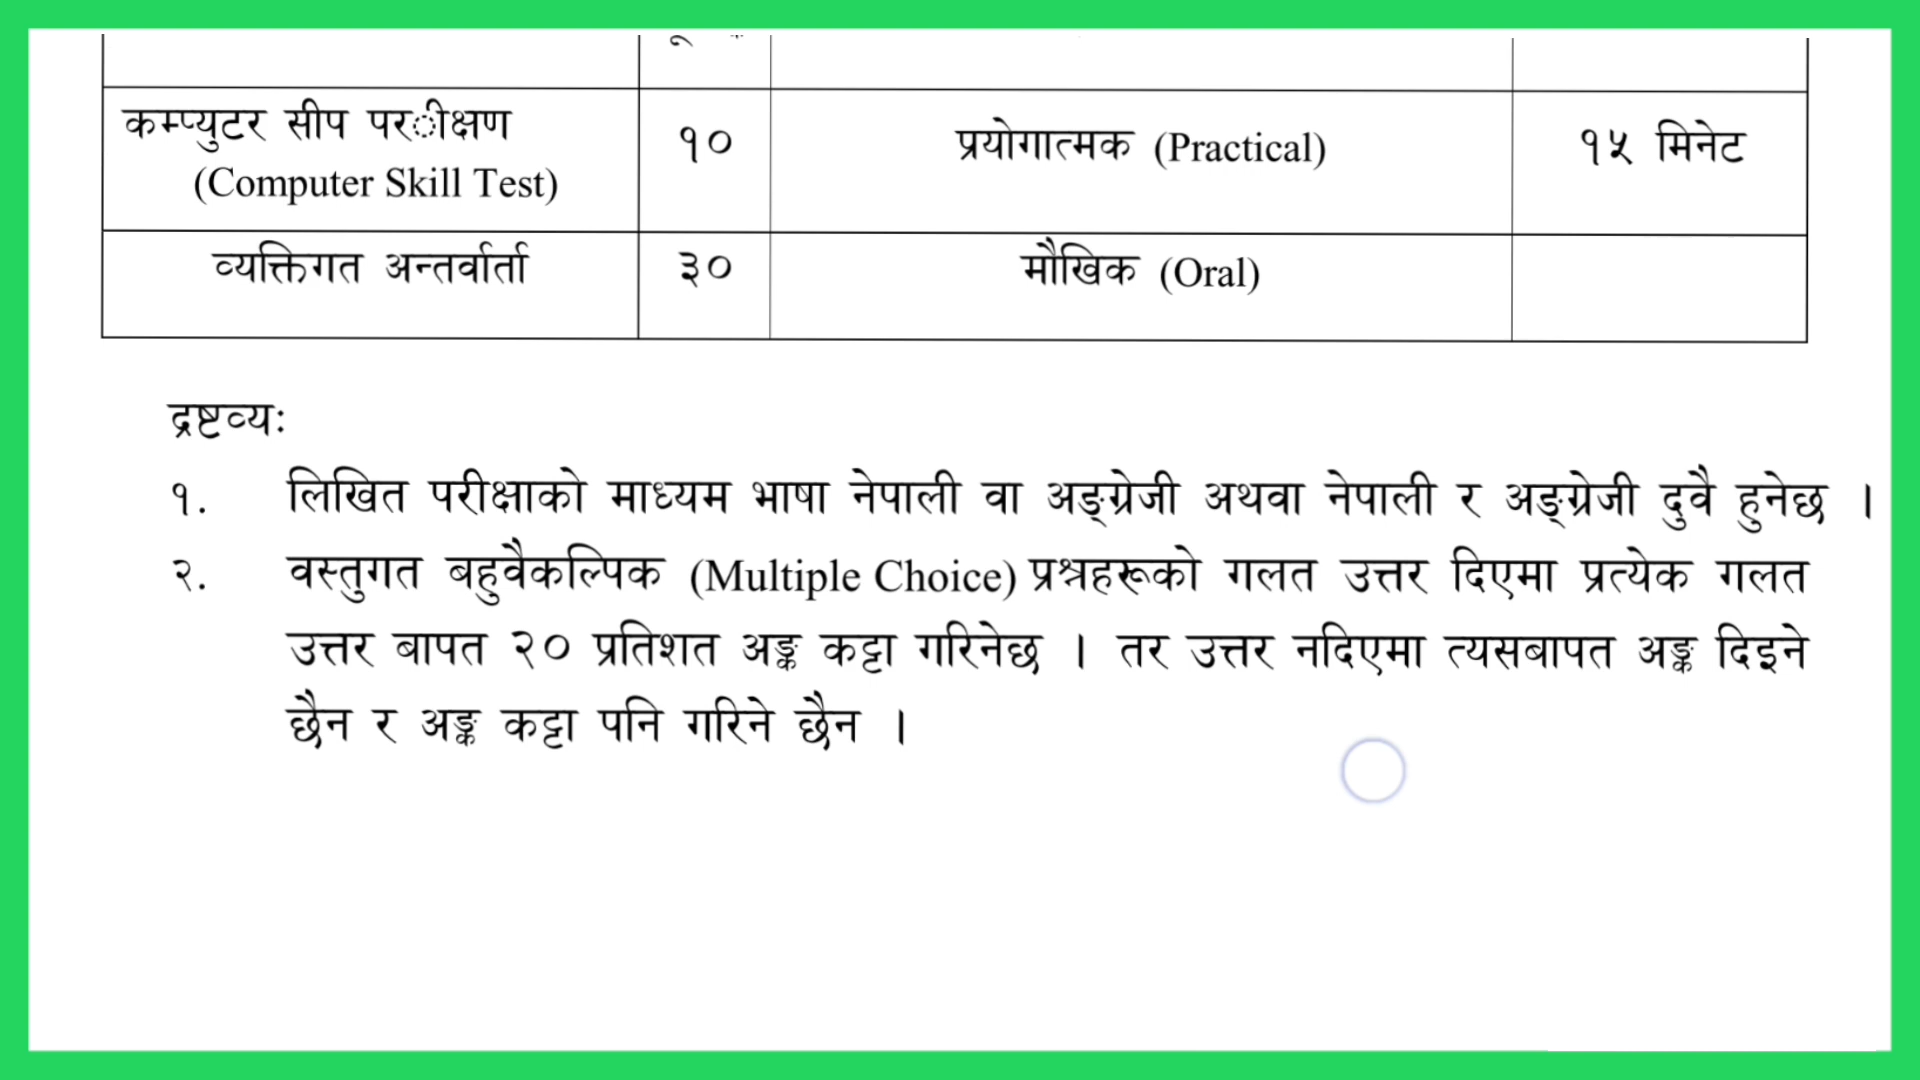 कम्प्युटर सीप परीक्षण
(Computer Skill Test)
१०
प्रयोगात्मक (Practical)
१५ मिनेट
व्यक्तिगत अन्तर्वार्ता
३०
मौखिक (Oral)
द्रष्टव्यः
१. लिखित परीक्षाको माध्यम भाषा नेपाली वा अङ्ग्रेजी अथवा नेपाली र अङ्ग्रेजी दुवै हुनेछ ।
२. वस्तुगत बहुवैकल्पिक (Multiple Choice) प्रश्नहरूको गलत उत्तर दिएमा प्रत्येक गलत
उत्तर बापत २० प्रतिशत अङ्क कट्टा गरिनेछ । तर उत्तर नदिएमा त्यसबापत अङ्क दिइने
छैन र अङ्क कट्टा पनि गरिने छैन ।